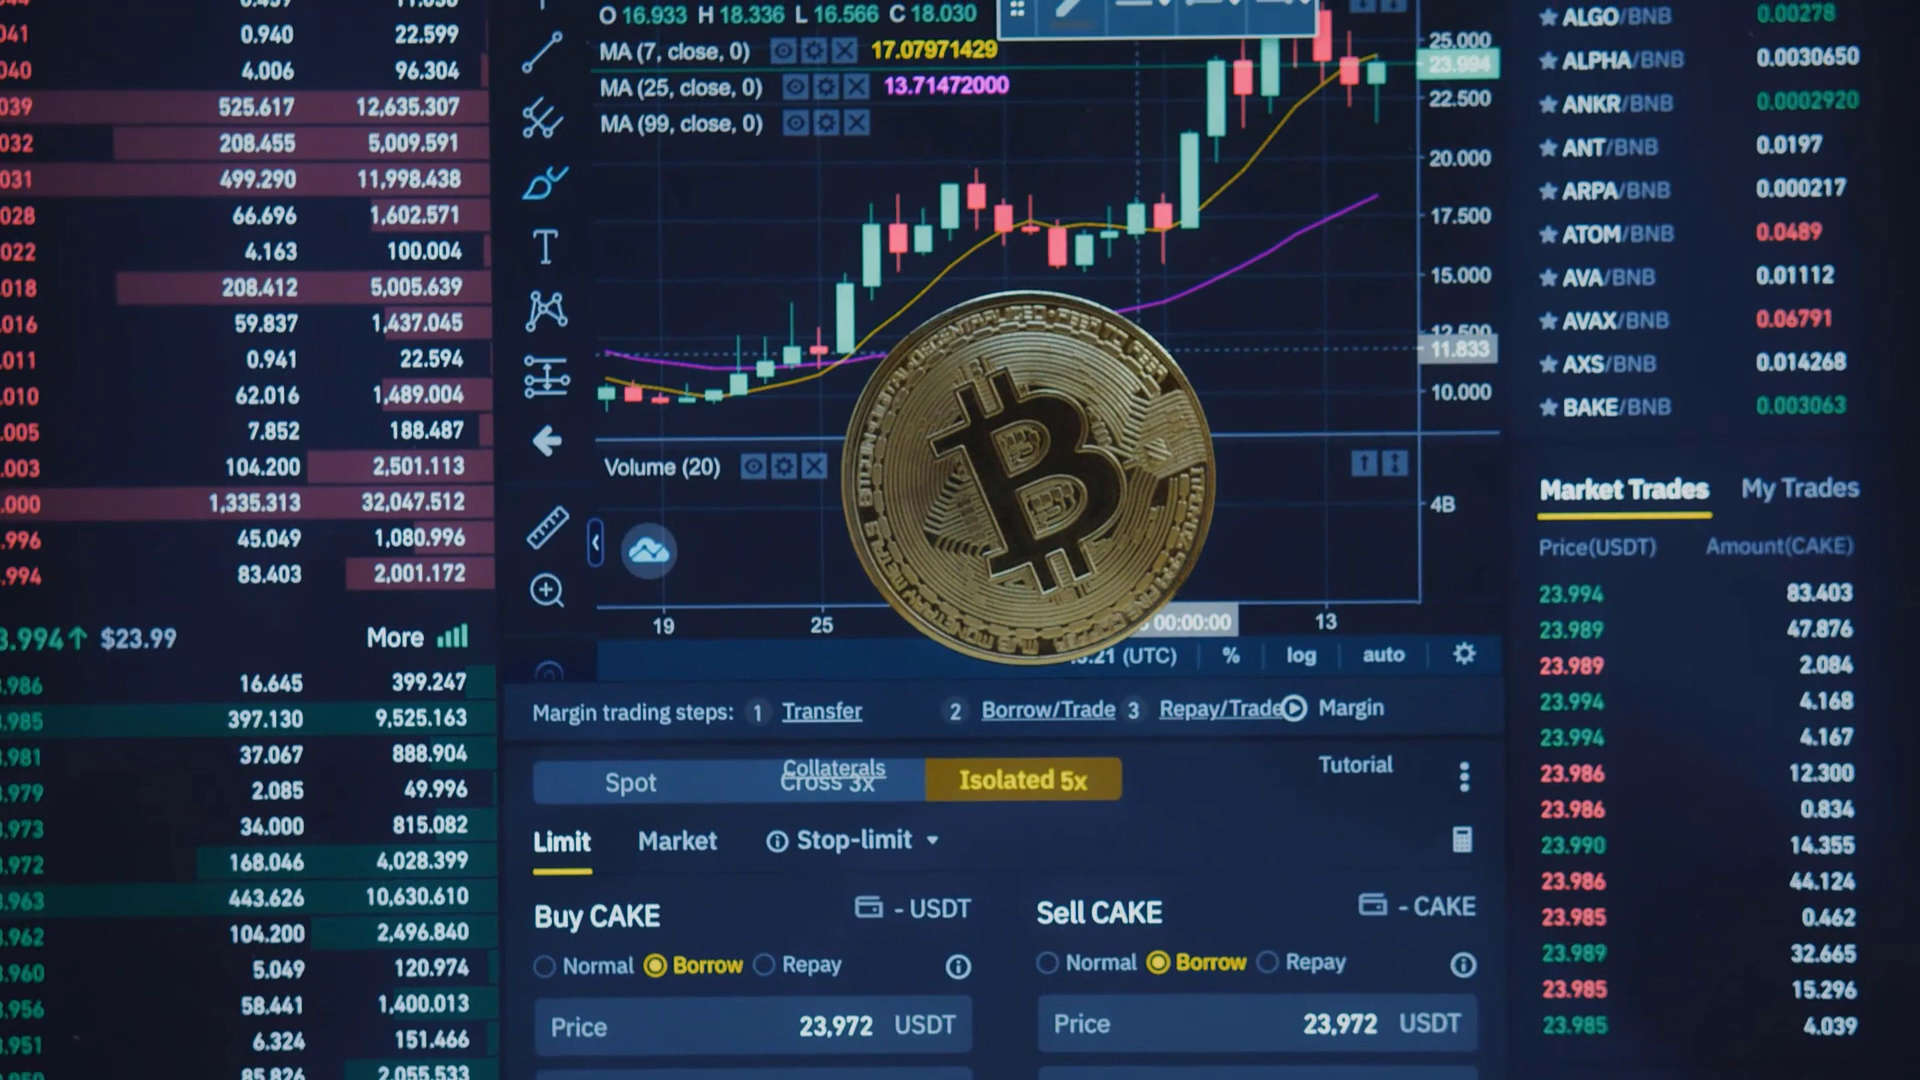 0.940 22.599
4.006 96.304
525.617 12,635.307
208.455 5,009.591
499.290 11,998.438
66.696 1,602.571
4.163 100.004
208.412 5,005.639
59.837 1,437.045
0.941 22.594
62.016 1,489.004
7.852 188.487
104.200 2,501.113
1,335.313 32,047.512
45.049 1,080.996
83.403 2,001.172
3.994↑ $23.99 More
16.645 399.247
397.130 9,525.163
37.067 888.904
2.085 49.996
34.000 815.082
168.046 4,028.399
443.626 10,630.610
104.200 2,496.840
5.049 120.974
58.441 1,400.013
6.324 151.466
85.826 2,055.533
O 16.933 H 18.336 L 16.566 C 18.030
MA (7, close, 0) 17.07971429
MA (25, close, 0) 13.71472000
MA (99, close, 0)
25.000
23.994
22.500
20.000
17.500
15.000
12.500
11.833
10.000
Volume (20)
4B
19 25 00:00:00 13
(UTC) % log auto
Margin trading steps: 1 Transfer 2 Borrow/Trade 3 Repay/Trade Margin
Collaterals Tutorial
Spot Cross 3x Isolated 5x
Limit Market Stop-limit
Buy CAKE - USDT
Normal Borrow Repay
Price 23,972 USDT
Sell CAKE - CAKE
Normal Borrow Repay
Price 23,972 USDT
ALGO/BNB 0.00278
ALPHA/BNB 0.0030650
ANKR/BNB 0.0002920
ANT/BNB 0.0197
ARPA/BNB 0.000217
ATOM/BNB 0.0489
AVA/BNB 0.01112
AVAX/BNB 0.06791
AXS/BNB 0.014268
BAKE/BNB 0.003063
Market Trades My Trades
Price(USDT) Amount(CAKE)
23.994 83.403
23.989 47.876
23.989 2.084
23.994 4.168
23.994 4.167
23.986 12.300
23.986 0.834
23.990 14.355
23.986 44.124
23.985 0.462
23.989 32.665
23.985 15.296
23.985 4.039